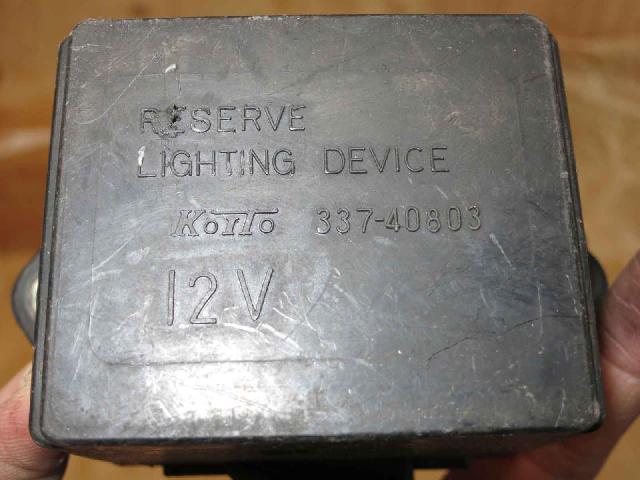 RESERVE
LIGHTING DEVICE
KOITO 337-40803
12V